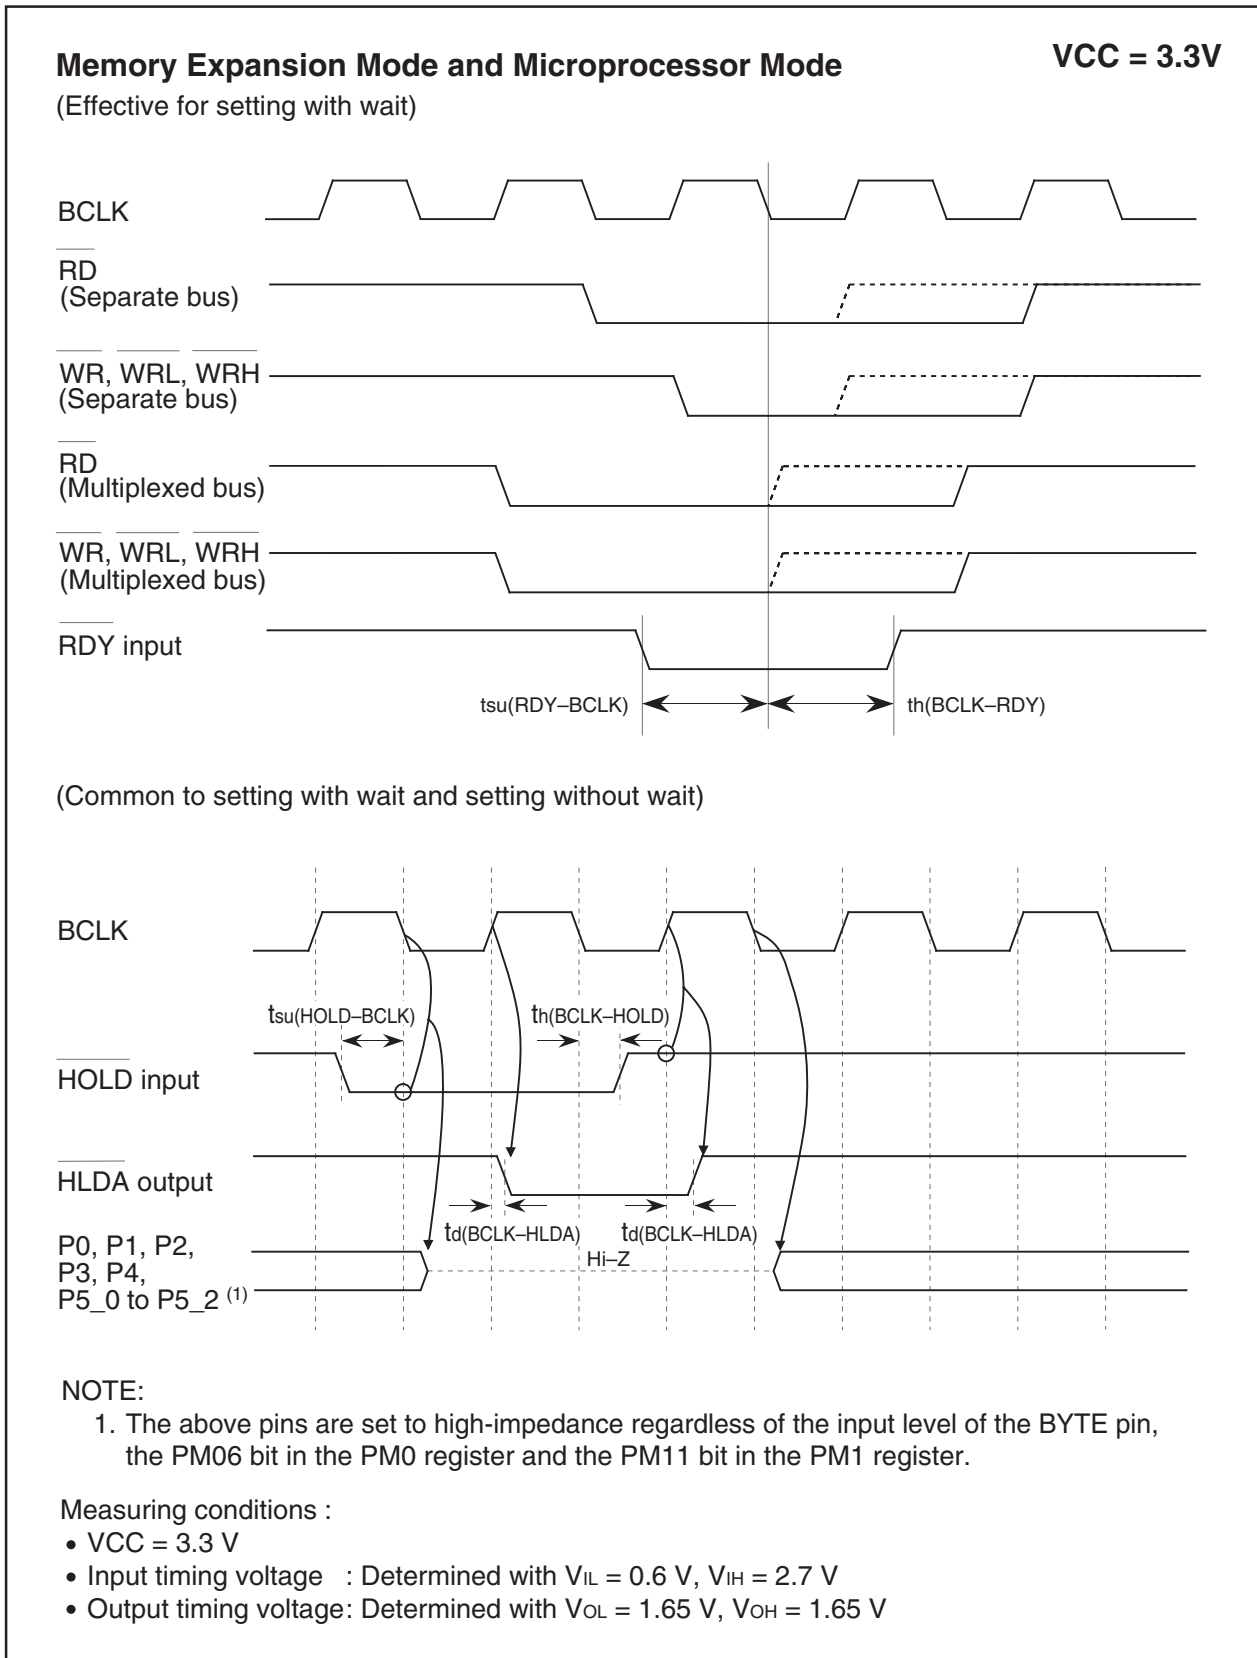 Memory Expansion Mode and Microprocessor Mode
VCC = 3.3V
(Effective for setting with wait)
BCLK
RD
(Separate bus)
WR, WRL, WRH
(Separate bus)
RD
(Multiplexed bus)
WR, WRL, WRH
(Multiplexed bus)
RDY input
tsu(RDY–BCLK)
th(BCLK–RDY)
(Common to setting with wait and setting without wait)
BCLK
tsu(HOLD–BCLK)
th(BCLK–HOLD)
HOLD input
HLDA output
td(BCLK–HLDA)
td(BCLK–HLDA)
P0, P1, P2,
P3, P4,
P5_0 to P5_2 (1)
Hi–Z
NOTE:
1. The above pins are set to high-impedance regardless of the input level of the BYTE pin,
the PM06 bit in the PM0 register and the PM11 bit in the PM1 register.
Measuring conditions :
• VCC = 3.3 V
• Input timing voltage : Determined with VIL = 0.6 V, VIH = 2.7 V
• Output timing voltage: Determined with VOL = 1.65 V, VOH = 1.65 V